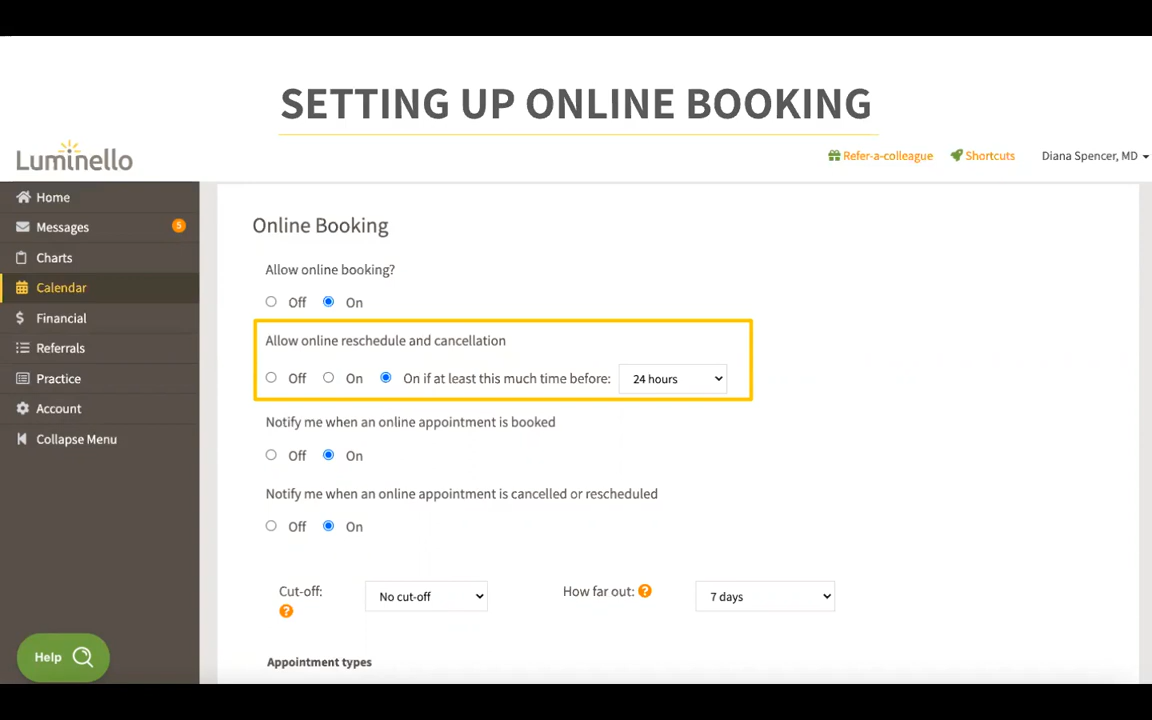 SETTING UP ONLINE BOOKING
Luminello
Refer-a-colleague Shortcuts Diana Spencer, MD
Home
Messages 5
Charts
Calendar
Financial
Referrals
Practice
Account
Collapse Menu
Help
Online Booking
Allow online booking?
Off On
Allow online reschedule and cancellation
Off On On if at least this much time before: 24 hours
Notify me when an online appointment is booked
Off On
Notify me when an online appointment is cancelled or rescheduled
Off On
Cut-off: ? No cut-off How far out: ? 7 days
Appointment types